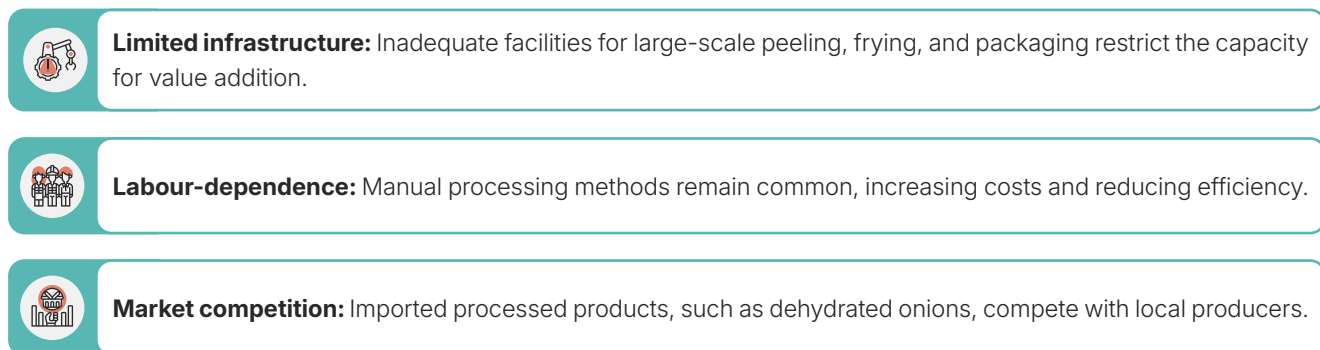 Limited infrastructure: Inadequate facilities for large-scale peeling, frying, and packaging restrict the capacity
for value addition.
Labour-dependence: Manual processing methods remain common, increasing costs and reducing efficiency.
Market competition: Imported processed products, such as dehydrated onions, compete with local producers.